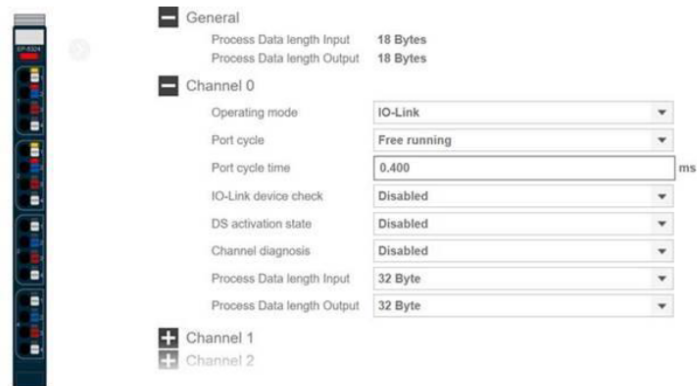 General
Process Data length Input 18 Bytes
Process Data length Output 18 Bytes
Channel 0
Operating mode IO-Link
Port cycle Free running
Port cycle time 0.400 ms
IO-Link device check Disabled
DS activation state Disabled
Channel diagnosis Disabled
Process Data length Input 32 Byte
Process Data length Output 32 Byte
Channel 1
Channel 2